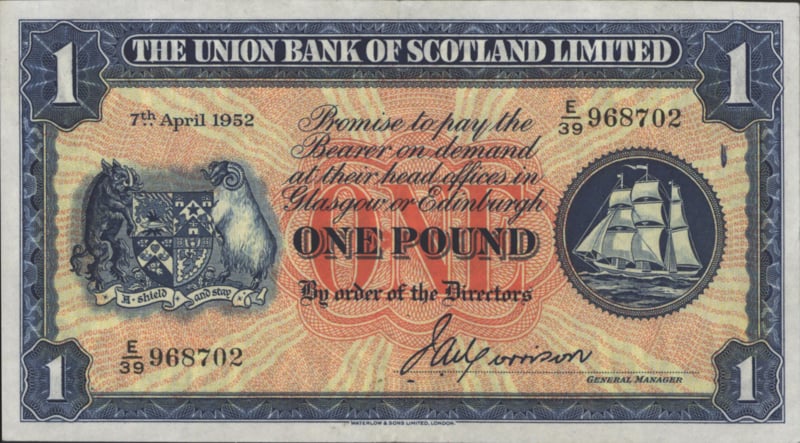 1
THE UNION BANK OF SCOTLAND LIMITED
1
7th. April 1952
Promise to pay the
Bearer on demand
at their head offices in
Glasgow or Edinburgh
E/39 968702
ONE
ONE POUND
By order of the Directors
A · shield and stay
E/39 968702
GENERAL MANAGER
1
1
WATERLOW & SONS LIMITED, LONDON.